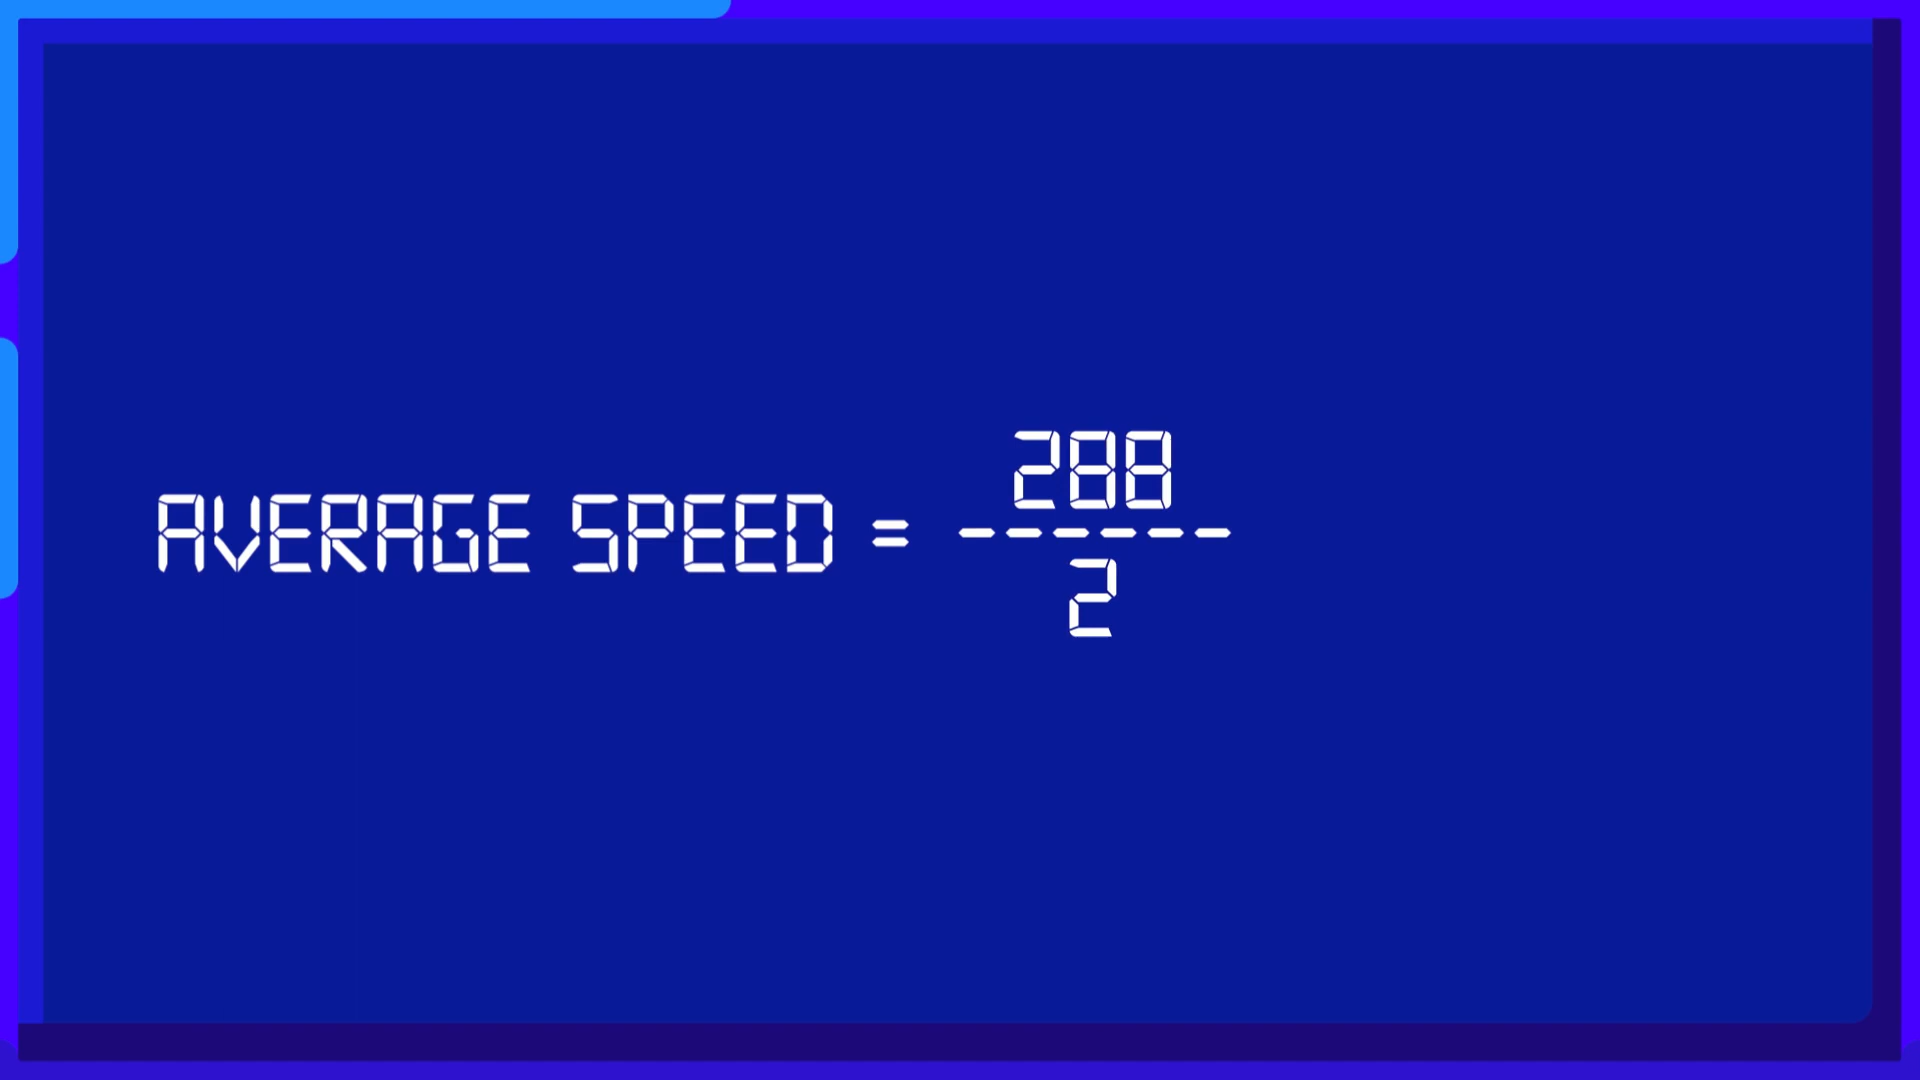 288
AVERAGE SPEED = ------
2